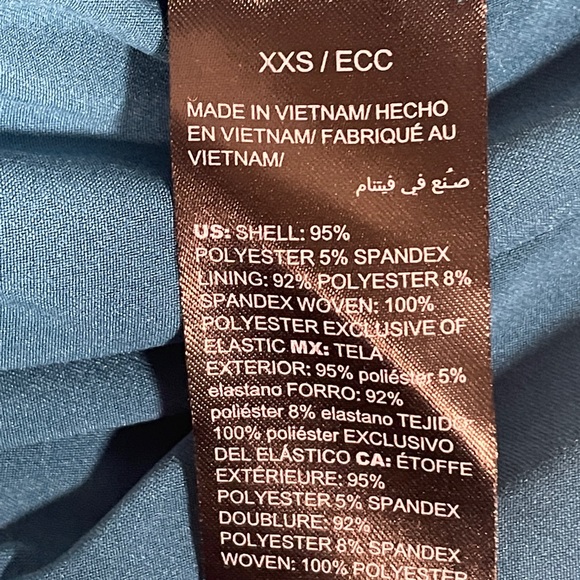 XXS / ECC
MADE IN VIETNAM/ HECHO
EN VIETNAM/ FABRIQUÉ AU
VIETNAM/
صُنع في فيتنام
US: SHELL: 95%
POLYESTER 5% SPANDEX
LINING: 92% POLYESTER 8%
SPANDEX WOVEN: 100%
POLYESTER EXCLUSIVE OF
ELASTIC MX: TELA
EXTERIOR: 95% poliéster 5%
elastano FORRO: 92%
poliéster 8% elastano TEJIDO:
100% poliéster EXCLUSIVO
DEL ELÁSTICO CA: ÉTOFFE
EXTÉRIEURE: 95%
POLYESTER 5% SPANDEX
DOUBLURE: 92%
POLYESTER 8% SPANDEX
WOVEN: 100% POLYESTER